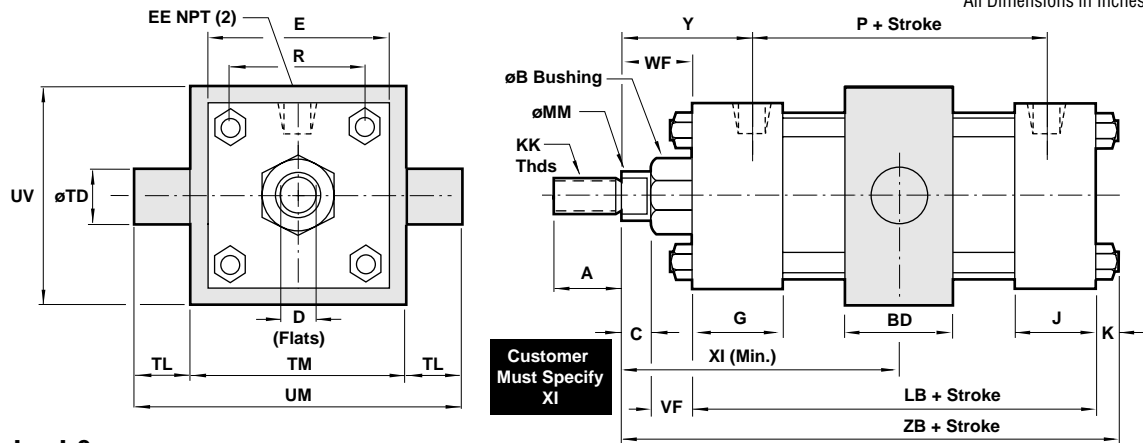 All Dimensions in Inches
EE NPT (2)
E
R
UV
øTD
D
(Flats)
TL
TM
TL
UM
Y
P + Stroke
WF
øB Bushing
øMM
KK
Thds
A
C
G
BD
J
K
Customer
Must Specify
XI
XI (Min.)
VF
LB + Stroke
ZB + Stroke